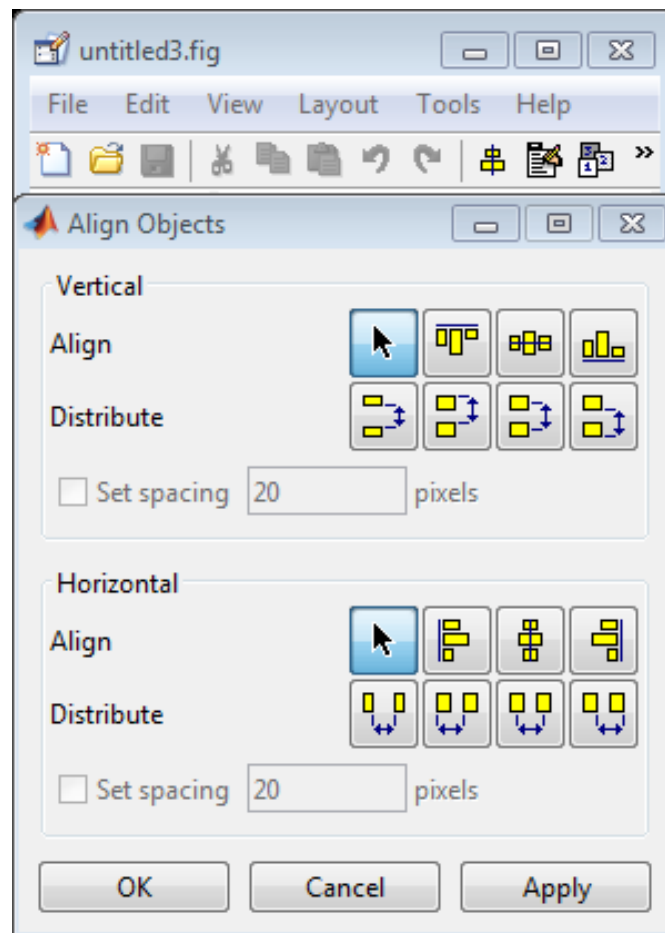 untitled3.fig
File Edit View Layout Tools Help
»
Align Objects
Vertical
Align
Distribute
Set spacing 20 pixels
Horizontal
Align
Distribute
Set spacing 20 pixels
OK Cancel Apply